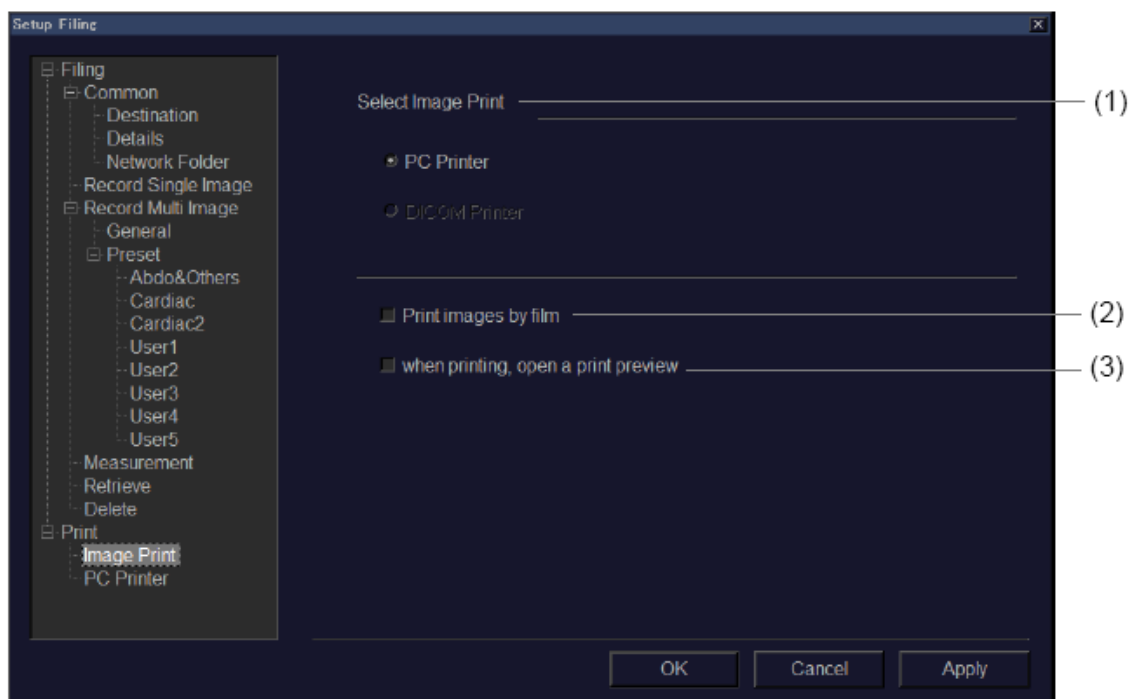 Setup Filing
Filing
Common
Destination
Details
Network Folder
Record Single Image
Record Multi Image
General
Preset
Abdo&Others
Cardiac
Cardiac2
User1
User2
User3
User4
User5
Measurement
Retrieve
Delete
Print
Image Print
PC Printer
Select Image Print
(1)
PC Printer
DICOM Printer
Print images by film
(2)
when printing, open a print preview
(3)
OK
Cancel
Apply